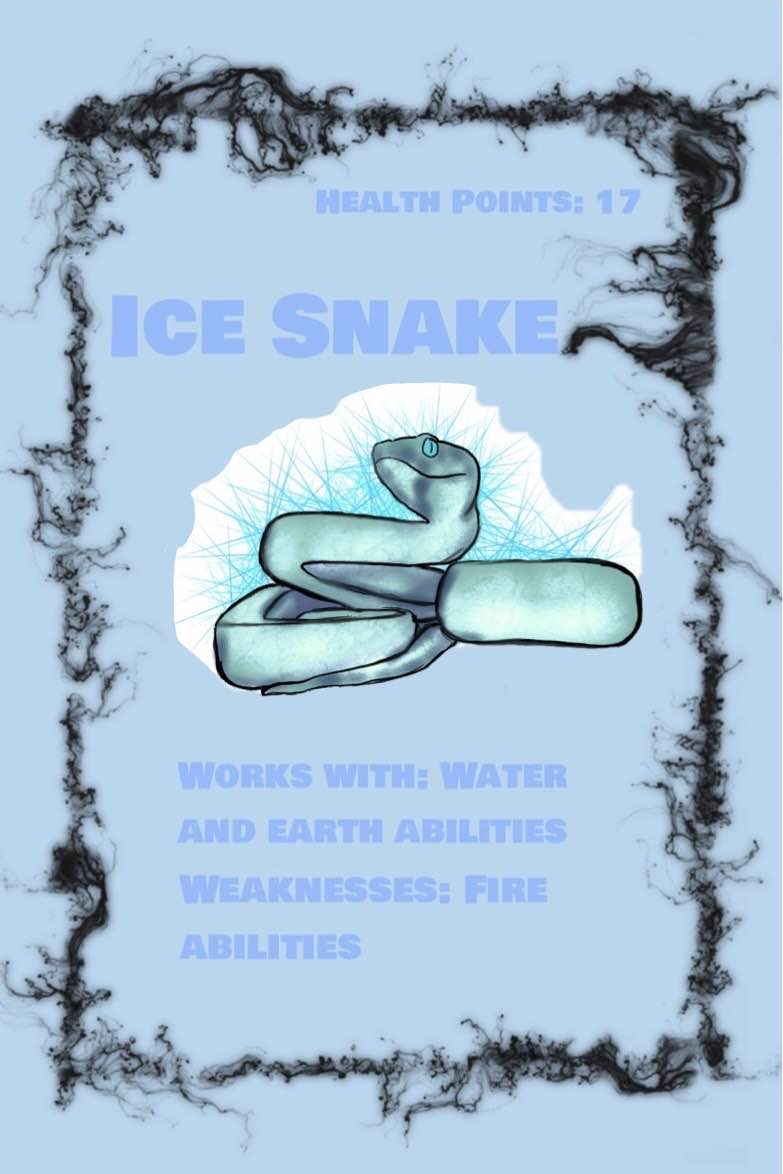 Health Points: 17
Ice Snake
Works with: Water
and earth abilities
Weaknesses: Fire
abilities